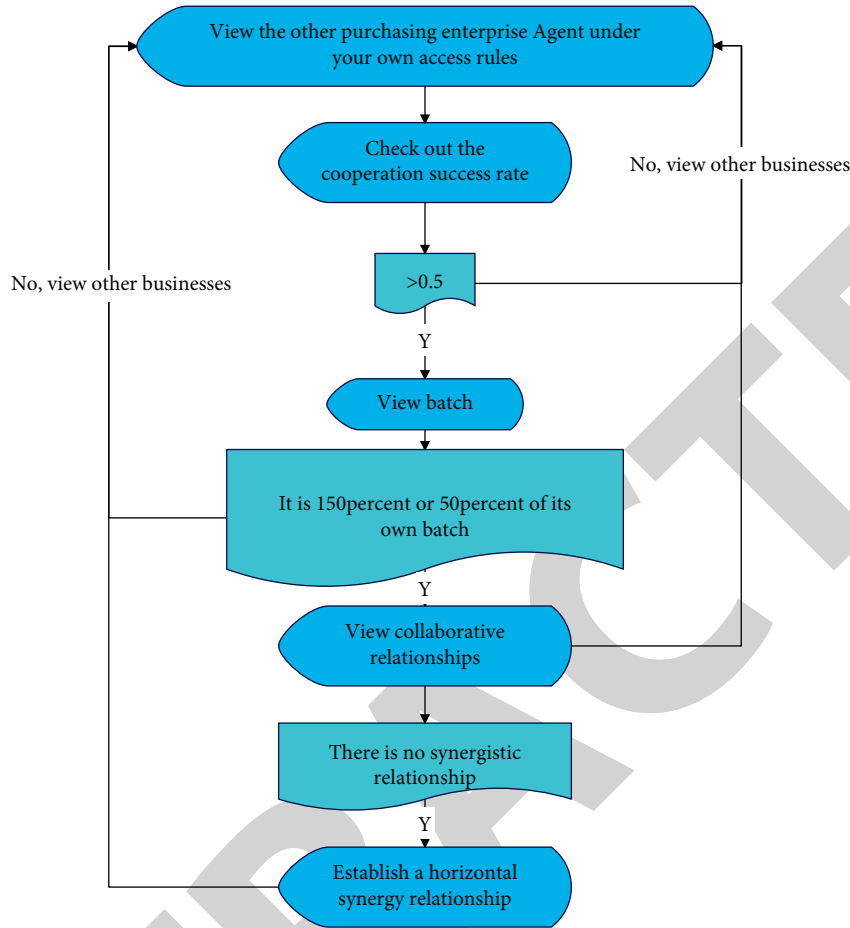 View the other purchasing enterprise Agent under
your own access rules
Check out the
cooperation success rate
No, view other businesses
>0.5
No, view other businesses
Y
View batch
It is 150percent or 50percent of its
own batch
Y
View collaborative
relationships
There is no synergistic
relationship
Y
Establish a horizontal
synergy relationship